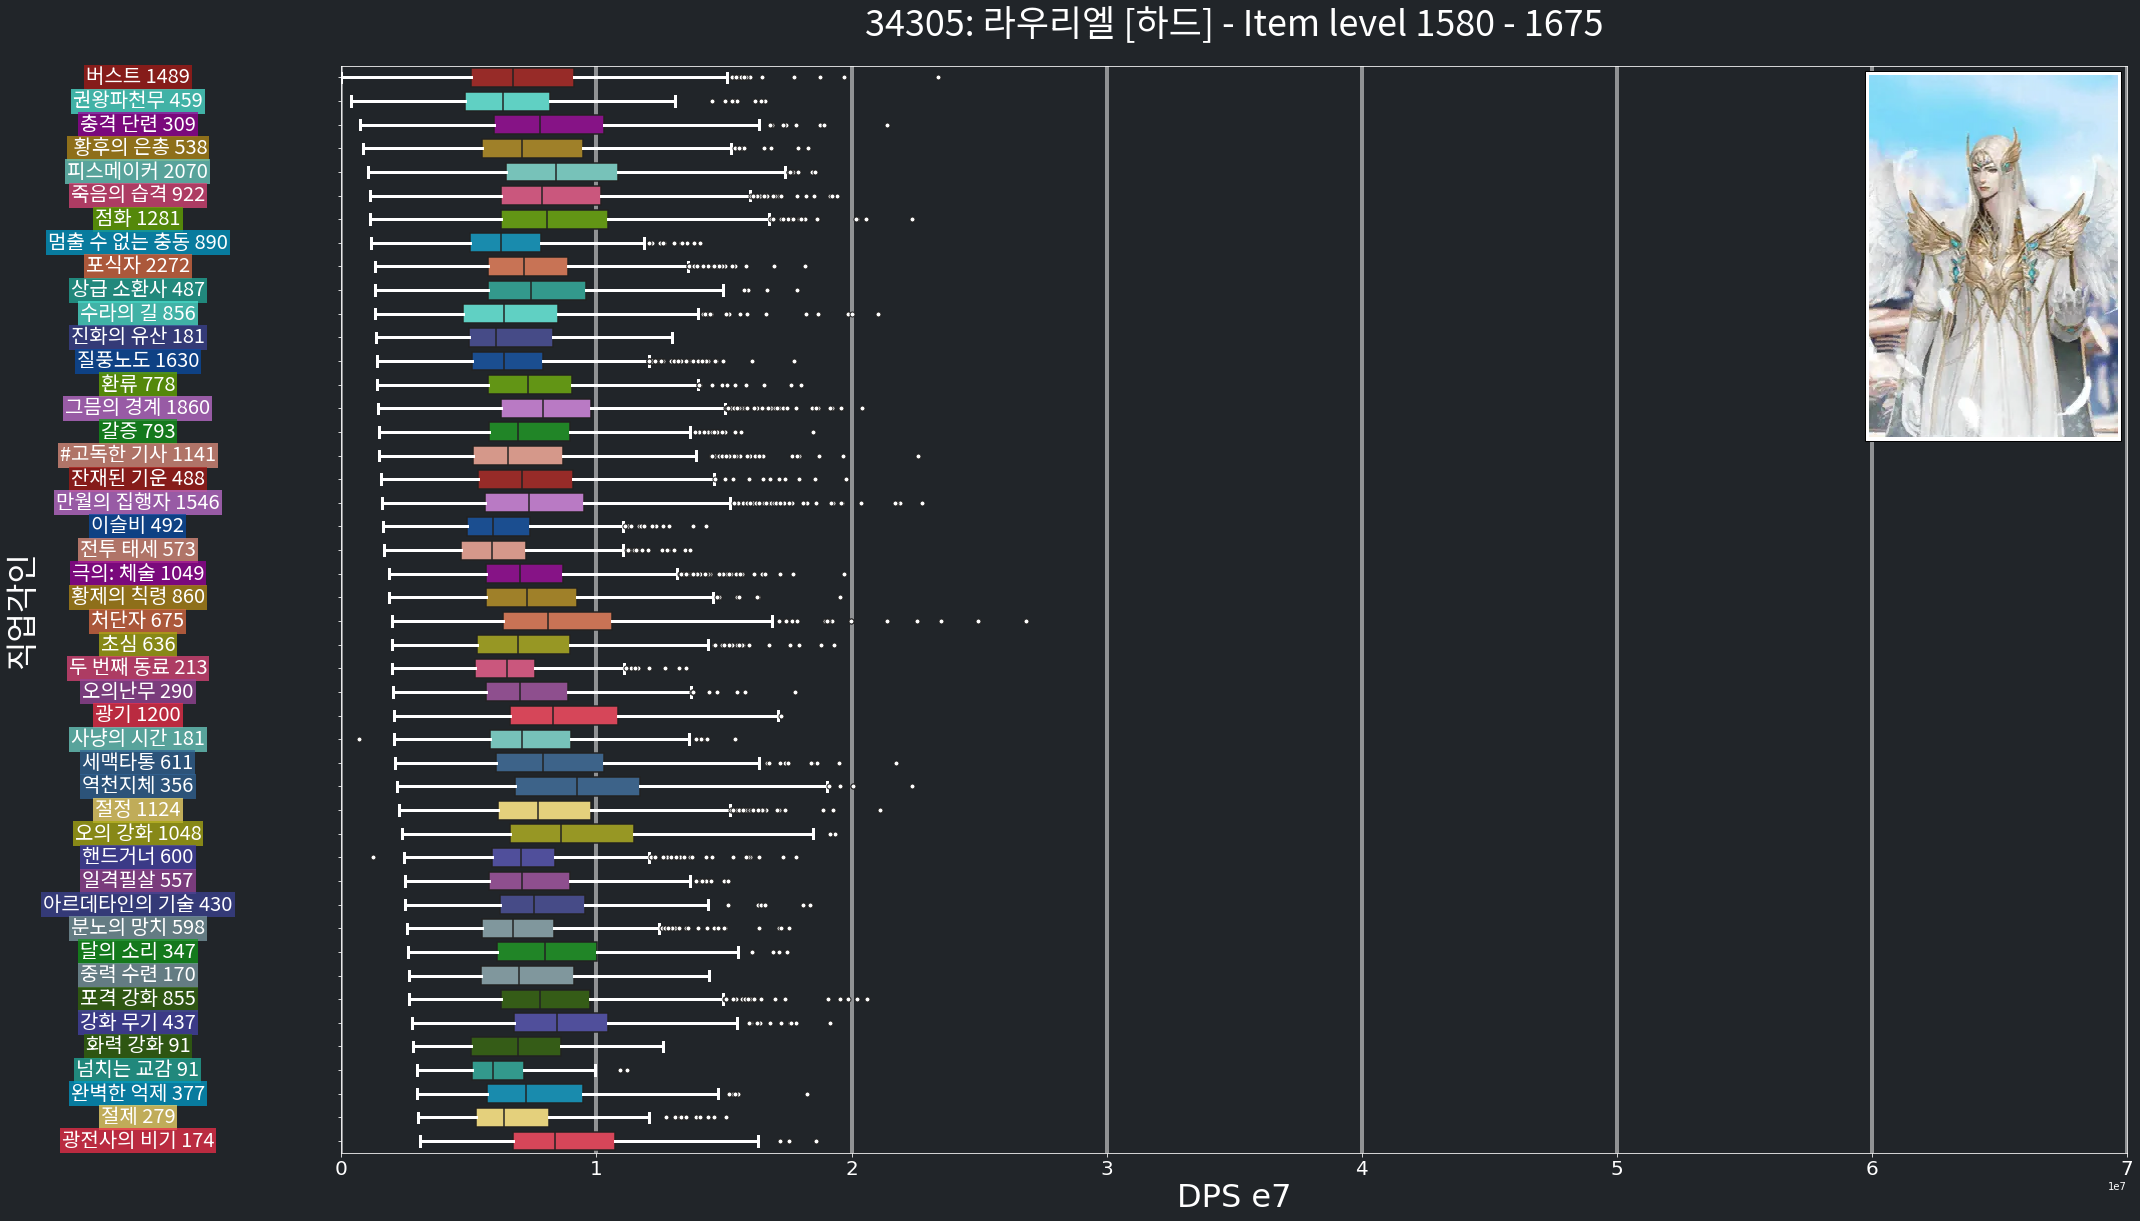 34305: 라우리엘 [하드] - Item level 1580 - 1675
버스트 1489
권왕파천무 459
충격 단련 309
황후의 은총 538
피스메이커 2070
죽음의 습격 922
점화 1281
멈출 수 없는 충동 890
포식자 2272
상급 소환사 487
수라의 길 856
진화의 유산 181
질풍노도 1630
환류 778
그믐의 경계 1860
갈증 793
#고독한 기사 1141
잔재된 기운 488
만월의 집행자 1546
이슬비 492
전투 태세 573
극의: 체술 1049
황제의 칙령 860
처단자 675
초심 636
두 번째 동료 213
오의난무 290
광기 1200
사냥의 시간 181
세맥타통 611
역천지체 356
절정 1124
오의 강화 1048
핸드거너 600
일격필살 557
아르데타인의 기술 430
분노의 망치 598
달의 소리 347
중력 수련 170
포격 강화 855
강화 무기 437
화력 강화 91
넘치는 교감 91
완벽한 억제 377
절제 279
광전사의 비기 174
직업각인
0 1 2 3 4 5 6 7
1e7
DPS e7